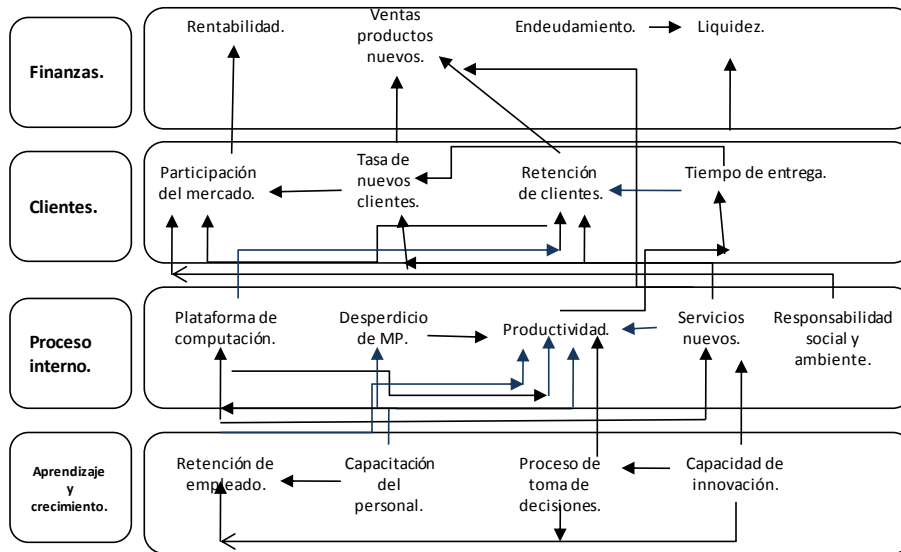 Finanzas.
Rentabilidad.
Ventas
productos
nuevos.
Endeudamiento.
Liquidez.
Clientes.
Participación
del mercado.
Tasa de
nuevos
clientes.
Retención
de clientes.
Tiempo de entrega.
Proceso
interno.
Plataforma de
computación.
Desperdicio
de MP.
Productividad.
Servicios
nuevos.
Responsabilidad
social y
ambiente.
Aprendizaje
y
crecimiento.
Retención de
empleado.
Capacitación
del
personal.
Proceso de
toma de
decisiones.
Capacidad de
innovación.